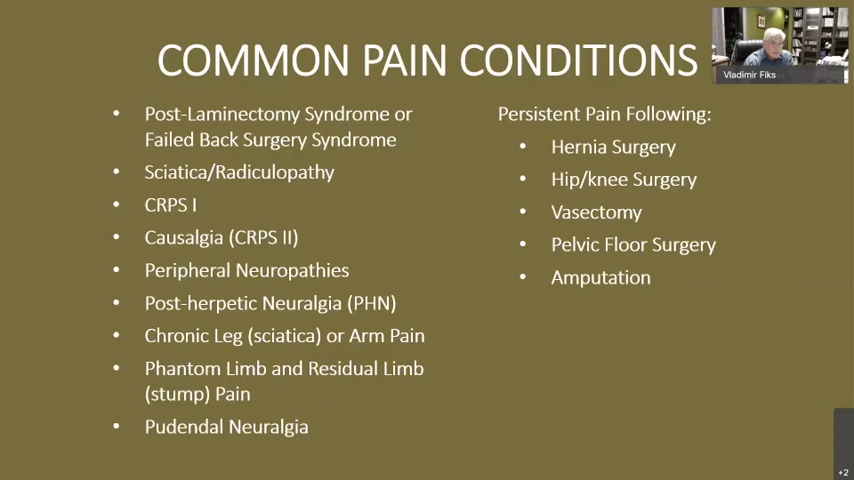 COMMON PAIN CONDITIONS
Vladimir Fiks
• Post-Laminectomy Syndrome or
Failed Back Surgery Syndrome
• Sciatica/Radiculopathy
• CRPS I
• Causalgia (CRPS II)
• Peripheral Neuropathies
• Post-herpetic Neuralgia (PHN)
• Chronic Leg (sciatica) or Arm Pain
• Phantom Limb and Residual Limb
(stump) Pain
• Pudendal Neuralgia
Persistent Pain Following:
• Hernia Surgery
• Hip/knee Surgery
• Vasectomy
• Pelvic Floor Surgery
• Amputation
+2